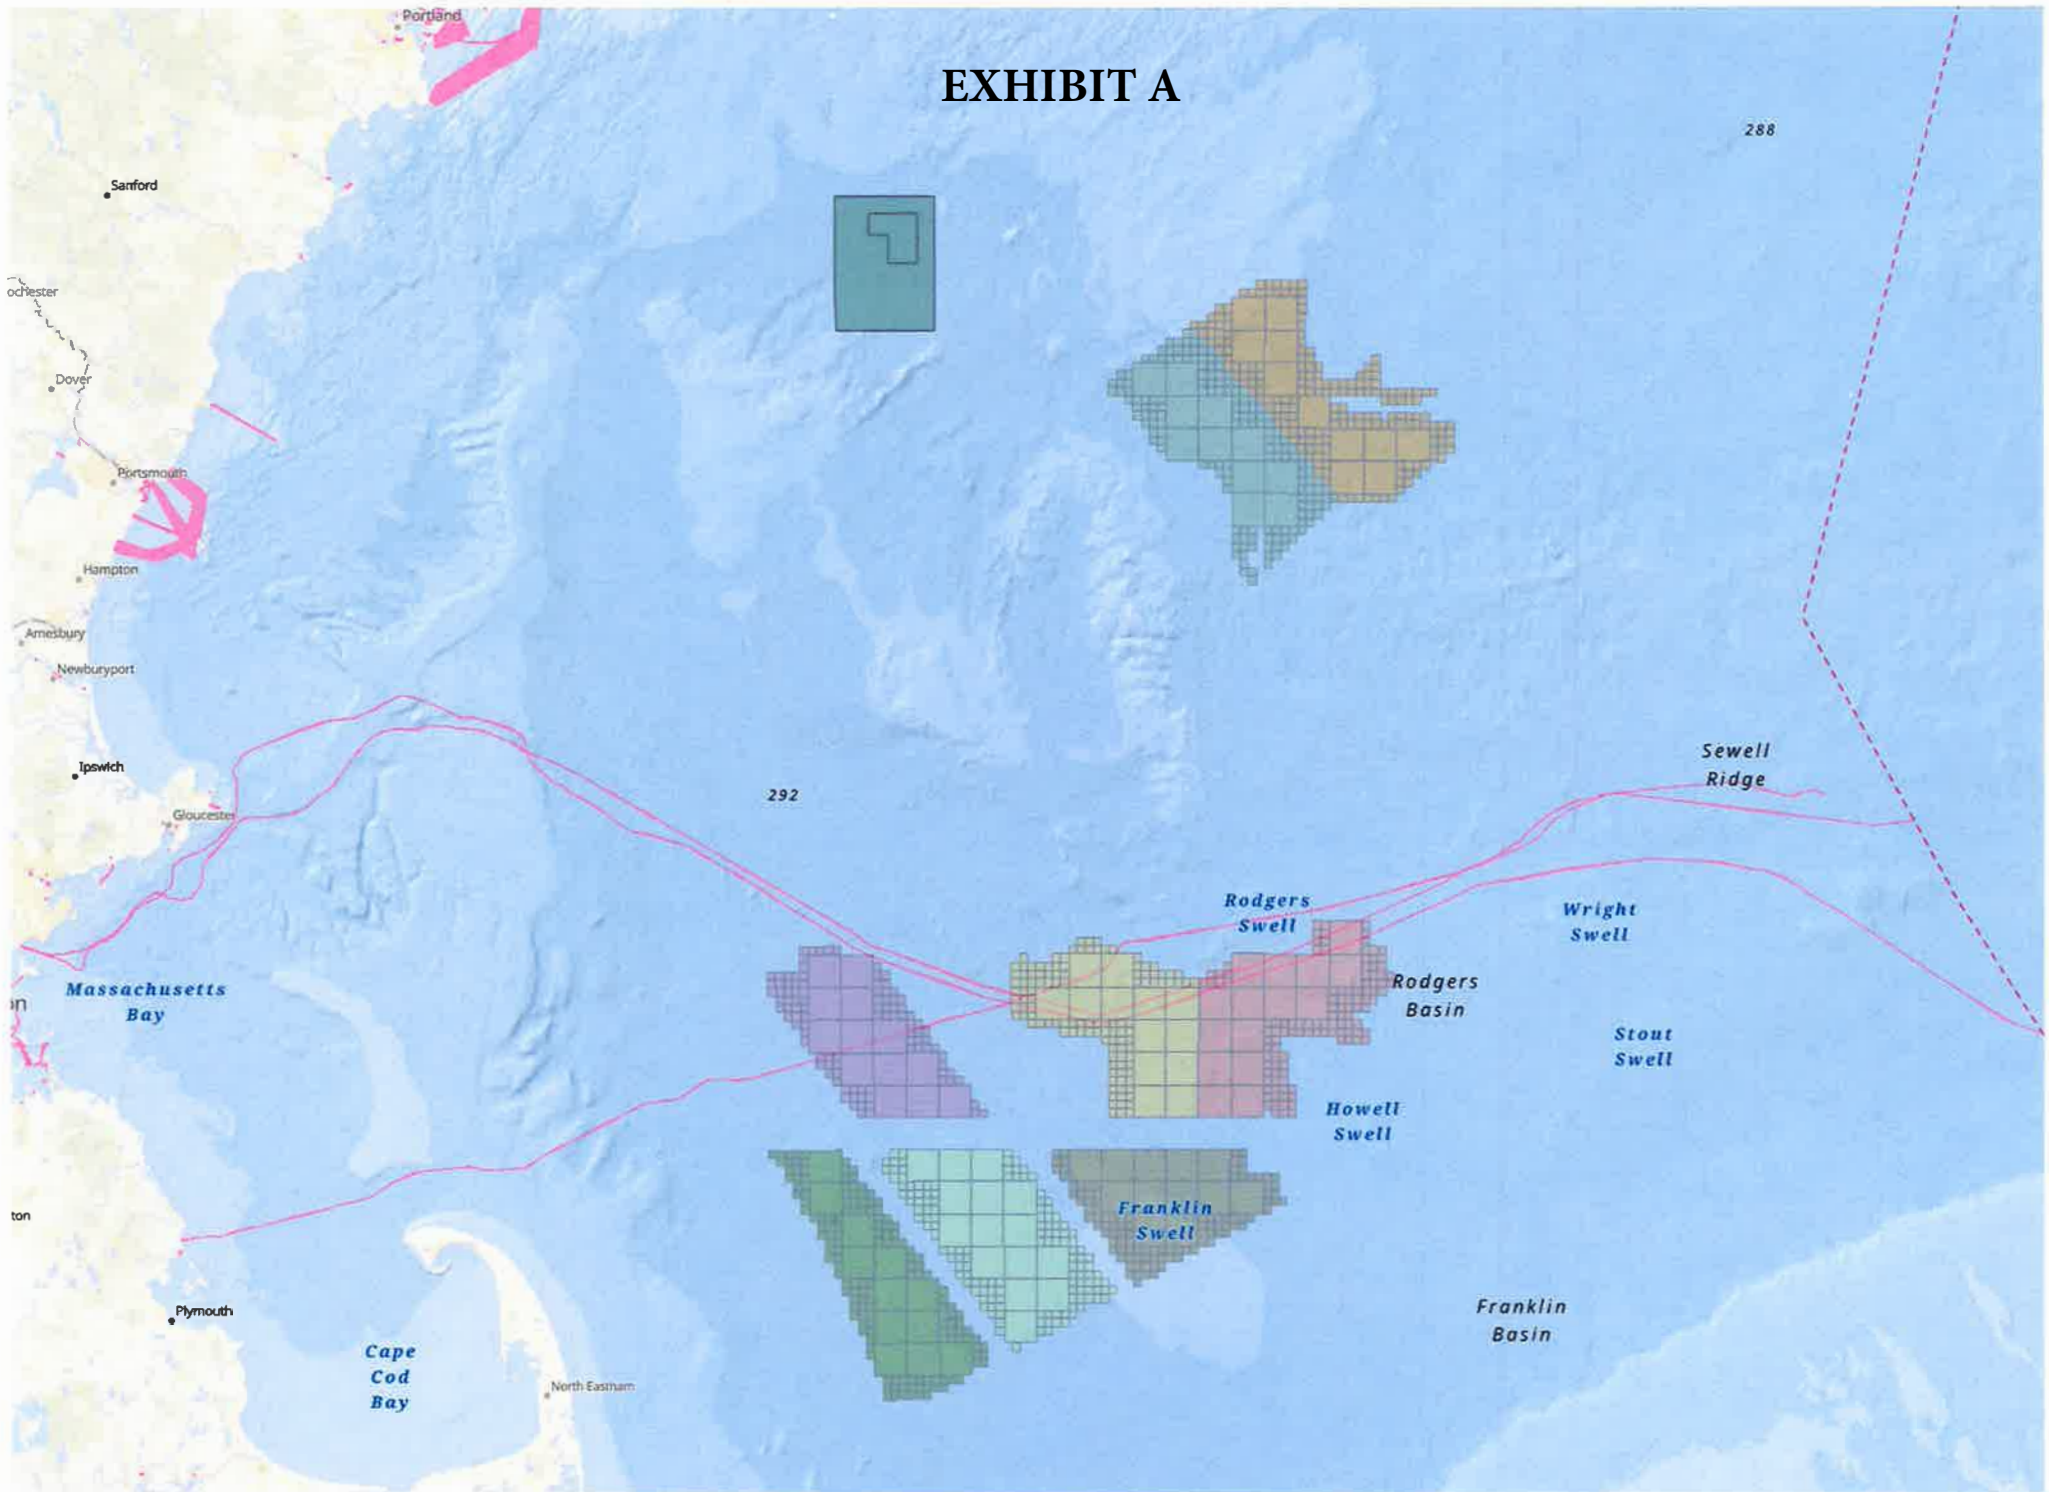 Portland
EXHIBIT A
288
Sanford
ochester
Dover
Portsmouth
Hampton
Amesbury
Newburyport
Ipswich
Gloucester
292
Sewell
Ridge
Rodgers
Swell
Wright
Swell
Massachusetts
Bay
on
Rodgers
Basin
Stout
Swell
Howell
Swell
ton
Franklin
Swell
Plymouth
Cape
Cod
Bay
North Eastham
Franklin
Basin